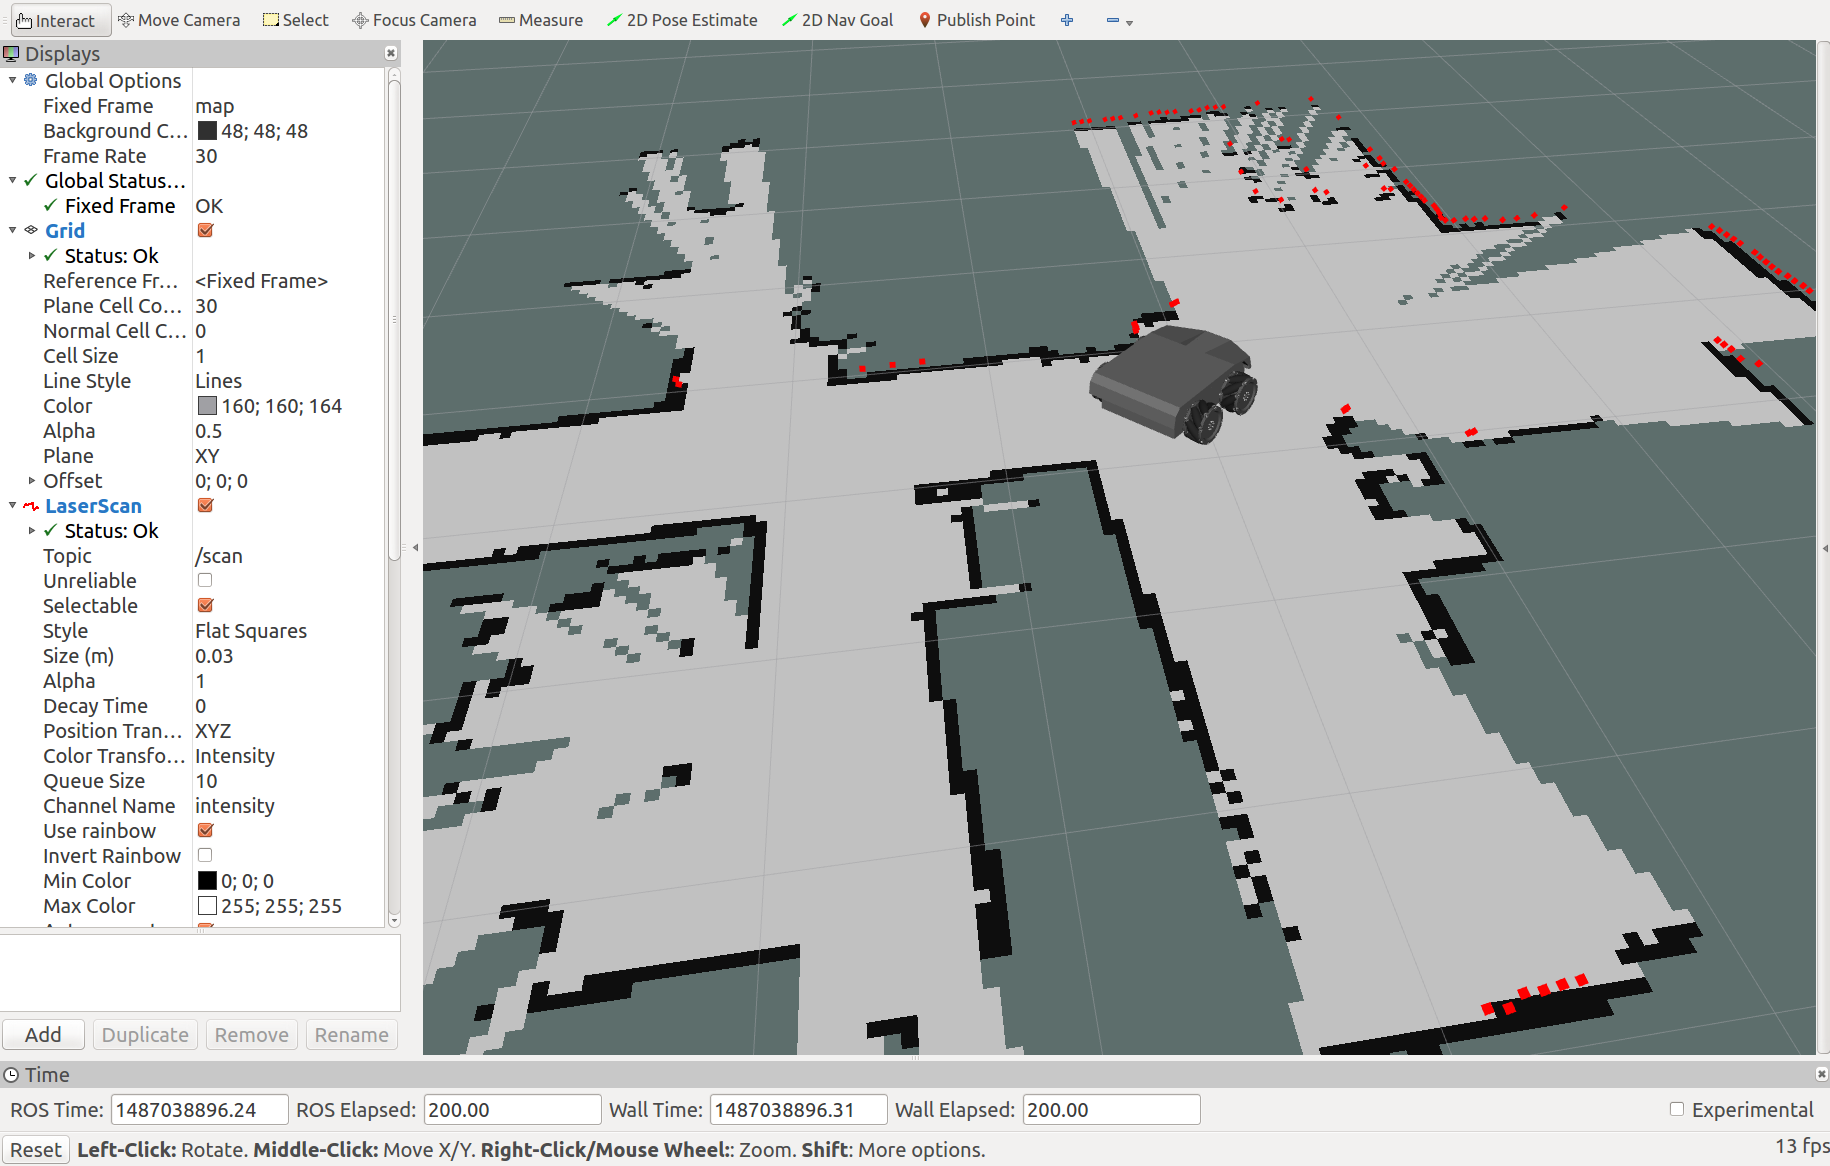 Interact Move Camera Select Focus Camera Measure 2D Pose Estimate 2D Nav Goal Publish Point
Displays
Global Options
Fixed Frame map
Background C... 48; 48; 48
Frame Rate 30
Global Status...
Fixed Frame OK
Grid
Status: Ok
Reference Fr... <Fixed Frame>
Plane Cell Co... 30
Normal Cell C... 0
Cell Size 1
Line Style Lines
Color 160; 160; 164
Alpha 0.5
Plane XY
Offset 0; 0; 0
LaserScan
Status: Ok
Topic /scan
Unreliable
Selectable
Style Flat Squares
Size (m) 0.03
Alpha 1
Decay Time 0
Position Tran... XYZ
Color Transfo... Intensity
Queue Size 10
Channel Name intensity
Use rainbow
Invert Rainbow
Min Color 0; 0; 0
Max Color 255; 255; 255
Add Duplicate Remove Rename
Time
ROS Time: 1487038896.24 ROS Elapsed: 200.00 Wall Time: 1487038896.31 Wall Elapsed: 200.00 Experimental
Reset Left-Click: Rotate. Middle-Click: Move X/Y. Right-Click/Mouse Wheel:: Zoom. Shift: More options. 13 fps